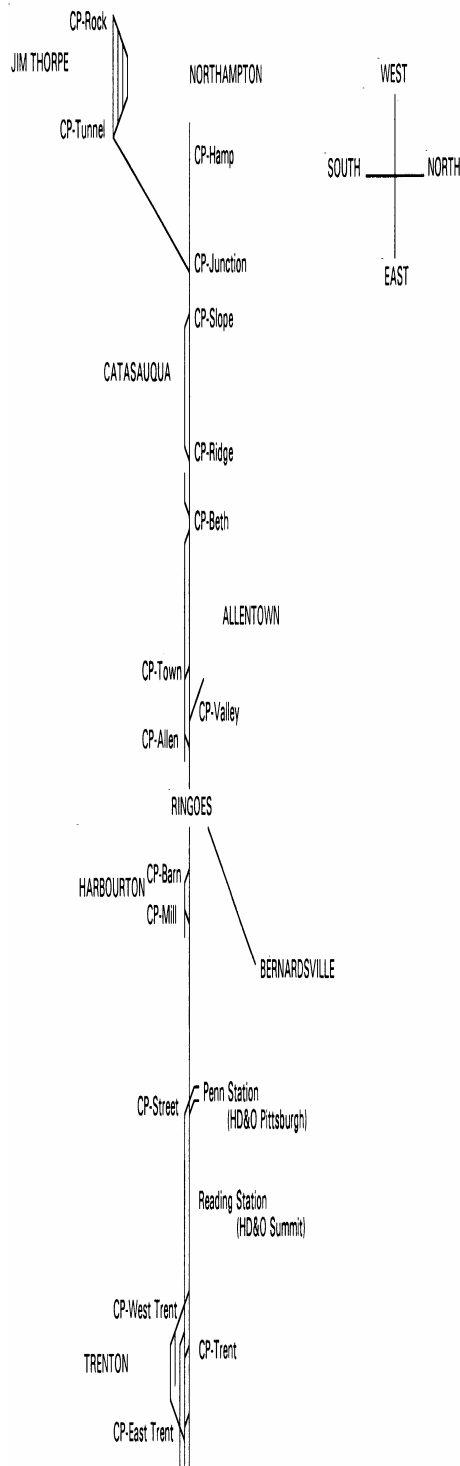 CP-Rock
JIM THORPE
NORTHAMPTON
WEST
CP-Tunnel
CP-Hamp
SOUTH
NORTH
CP-Junction
EAST
CP-Slope
CATASAUQUA
CP-Ridge
CP-Beth
ALLENTOWN
CP-Town
CP-Valley
CP-Allen
RINGOES
CP-Barn
HARBOURTON
CP-Mill
BERNARDSVILLE
Penn Station
CP-Street
(HD&O Pittsburgh)
Reading Station
(HD&O Summit)
CP-West Trent
CP-Trent
TRENTON
CP-East Trent